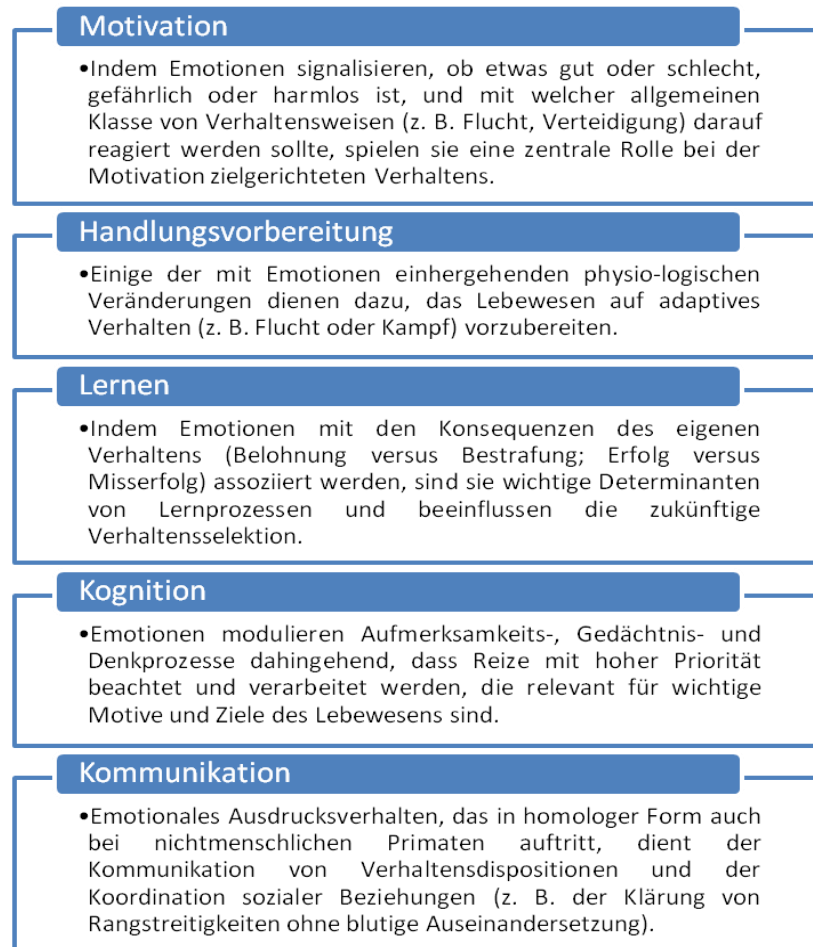 Motivation
•Indem Emotionen signalisieren, ob etwas gut oder schlecht,
gefährlich oder harmlos ist, und mit welcher allgemeinen
Klasse von Verhaltensweisen (z. B. Flucht, Verteidigung) darauf
reagiert werden sollte, spielen sie eine zentrale Rolle bei der
Motivation zielgerichteten Verhaltens.
Handlungsvorbereitung
•Einige der mit Emotionen einhergehenden physio-logischen
Veränderungen dienen dazu, das Lebewesen auf adaptives
Verhalten (z. B. Flucht oder Kampf) vorzubereiten.
Lernen
•Indem Emotionen mit den Konsequenzen des eigenen
Verhaltens (Belohnung versus Bestrafung; Erfolg versus
Misserfolg) assoziiert werden, sind sie wichtige Determinanten
von Lernprozessen und beeinflussen die zukünftige
Verhaltensselektion.
Kognition
•Emotionen modulieren Aufmerksamkeits-, Gedächtnis- und
Denkprozesse dahingehend, dass Reize mit hoher Priorität
beachtet und verarbeitet werden, die relevant für wichtige
Motive und Ziele des Lebewesens sind.
Kommunikation
•Emotionales Ausdrucksverhalten, das in homologer Form auch
bei nichtmenschlichen Primaten auftritt, dient der
Kommunikation von Verhaltensdispositionen und der
Koordination sozialer Beziehungen (z. B. der Klärung von
Rangstreitigkeiten ohne blutige Auseinandersetzung).